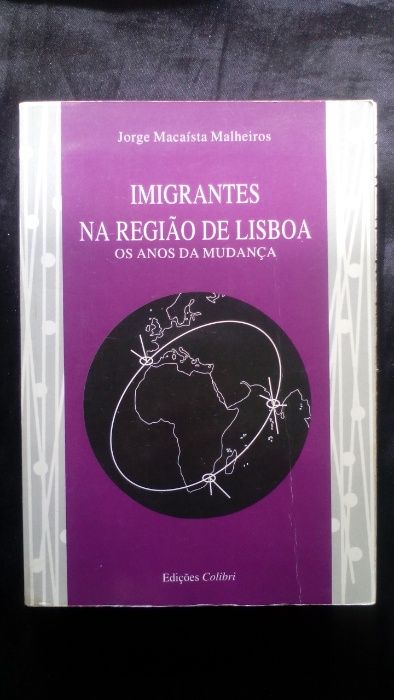 Jorge Macaísta Malheiros
IMIGRANTES
NA REGIÃO DE LISBOA
OS ANOS DA MUDANÇA
Edições Colibri